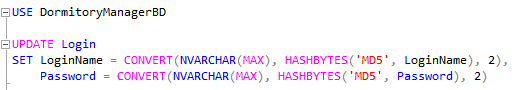 USE DormitoryManagerBD
UPDATE Login
SET LoginName = CONVERT(NVARCHAR(MAX), HASHBYTES('MD5', LoginName), 2),
Password = CONVERT(NVARCHAR(MAX), HASHBYTES('MD5', Password), 2)